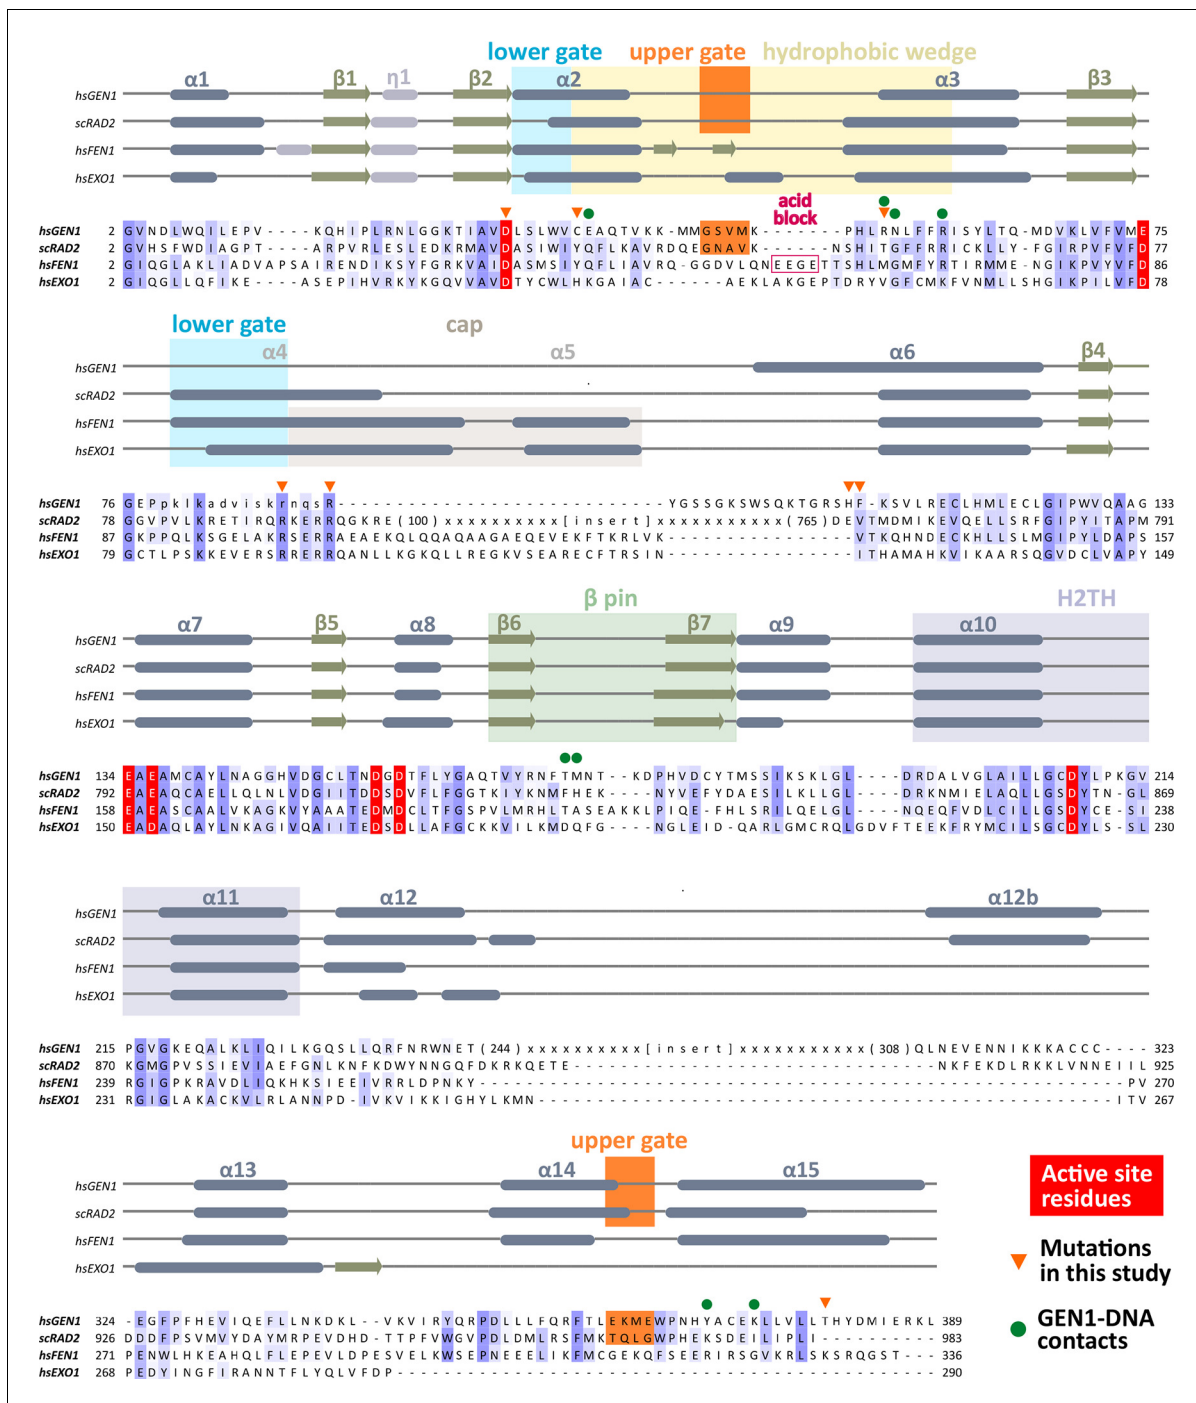 lower gate upper gate hydrophobic wedge
α1 β1 η1 β2 α2 α3 β3
hsGEN1
scRAD2
hsFEN1
hsEXO1
acid
block
hsGEN1 2 GVNDLWQILEPV-----KQHIPLRNLGGKTIAVDLSLWVCEAQTVKK-MMGSVMK-------PHLRNLFFRISYLTQ-MDVKLVFVME 75
scRAD2 2 GVHSFWDIAGPT-----ARPVRLESLEDKRMAVDASIWIYQFLKAVRDQEGNAVK-------NSHITGFFRRICKLLY-FGIRPVFVFD 77
hsFEN1 2 GIQGLAKLIADVAPSAIRENDIKSYFGRKVAIDASMSIYQFLIAVRQ-GGDVLQNEEGETTSHLMGMFYRTIRMME-NGIKPVYVFD 86
hsEXO1 2 GIQGLLQFIKE------ASEPIHVRKYKGQVVAVDTYCWLHKGAIAC-------AEKLAKGEPTDRYVGFCMKFVNMLLSHGIKPILVFD 78
lower gate cap
α4 α5 α6 β4
hsGEN1
scRAD2
hsFEN1
hsEXO1
hsGEN1 76 GEPpklkadviskrnqsR----------------------------YGSSGKSWSQKTGRSHF-KSVLRECLHMLECLGIPWVQAAG 133
scRAD2 78 GGVPVLKRETIRQRKERRQGKRE(100)xxxxxxxxxx[insert]xxxxxxxxxxx(765)DEVTMDMIKEVQELLSRFGIPYITAPM 791
hsFEN1 87 GKPPQLKSGELAKRSERRAEAEKQLQQAQAAGAEQEVEKFTKRLVK----------------VTKQHNDECKHLLSLMGIPYLDAPS 157
hsEXO1 79 GCTLPSKKEVERSRRERRQANLLKGKQLLREGKVSEARECFTRSIN----------------ITHAMAHKVIKAARSQGVDCLVAPY 149
β pin H2TH
α7 β5 α8 β6 β7 α9 α10
hsGEN1
scRAD2
hsFEN1
hsEXO1
hsGEN1 134 EAEAMCAYLNAGGHVDGCLTNDGDTFLYGAQTVYRNFTMNT--KDPHVDCYTMSSIKSKLGL----DRDALVGLAILLGCDYLPKGV 214
scRAD2 792 EAEAQCAELLQLNLVDGIITDDSDVFLFGGTKIYKNMFHEK----NYVEFYDAESILKLLGL----DRKNMIELAQLLGSDYTN-GL 869
hsFEN1 158 EAEASCAALVKAGKVYAAATEDMDCLTFGSPVLMRHLTASEAKKLPIQE-FHLSRILQELGL----NQEQFVDLCILLGSDYCE-SI 238
hsEXO1 150 EADAQLAYLNKAGIVQAIITEDSDLLAFGCKKVILKMDQFG----NGLEID-QARLGMCRQLGDVFTEEKFRYMCILSGCDYLS-SL 230
α11 α12 α12b
hsGEN1
scRAD2
hsFEN1
hsEXO1
hsGEN1 215 PGVGKEQALKLIQILKGQSLLQRFNRWNET(244)xxxxxxxxxx[insert]xxxxxxxxxxx(308)QLNEVENNIKKKACCC---- 323
scRAD2 870 KGMGPVSSIEVIAEFGNLKNFKDWYNNGQFDKRKQETE-------------------------------NKFEKDLRKKLVNNEIIL 925
hsFEN1 239 RGIGPKRAVDLIQKHKSIEEIVRRLDPNKY-------------------------------------------------------PV 270
hsEXO1 231 RGIGLAKACKVLRLANNPD-IVKVIKKIGHYLKMN-------------------------------------------------ITV 267
upper gate
α13 α14 α15
hsGEN1
scRAD2
hsFEN1
hsEXO1
hsGEN1 324 -EGFPFHEVIQEFLLNKDKL--VKVIRYQRPDLLLFQRFTLEKMEWPNHYACEKLLVLLTHYDMIERKL 389
scRAD2 926 DDDFPSVMVYDAYMRPEVDHD-TTPFVWGVPDLDMLRSFMKTQLGWPHEKSDEILIPLI---------- 983
hsFEN1 271 PENWLHKEAHQLFLEPEVLDPESVELKWSEPNEEELIKFMCGEKQFSEERIRSGVKRLSKSRQGST--- 336
hsEXO1 268 PEDYINGFIRANNTFLYQLVFDP---------------------------------------------- 290
Active site
residues
Mutations
in this study
GEN1-DNA
contacts